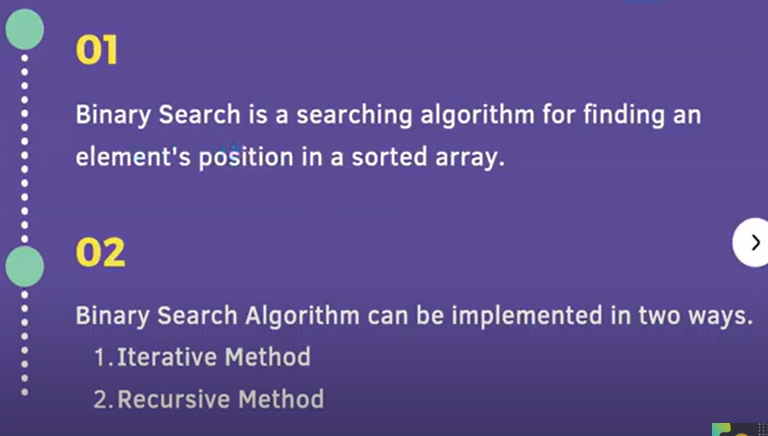 01
Binary Search is a searching algorithm for finding an
element's position in a sorted array.
02
Binary Search Algorithm can be implemented in two ways.
1. Iterative Method
2. Recursive Method